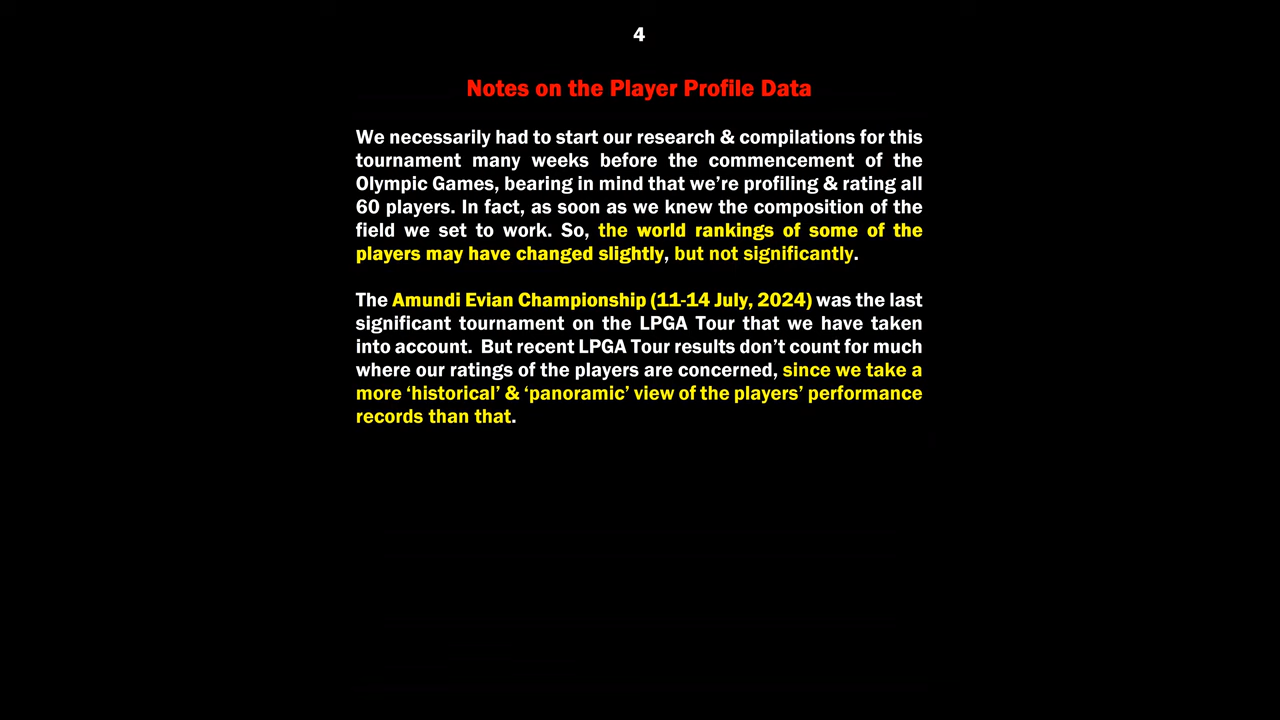 4
Notes on the Player Profile Data
We necessarily had to start our research & compilations for this
tournament many weeks before the commencement of the
Olympic Games, bearing in mind that we’re profiling & rating all
60 players. In fact, as soon as we knew the composition of the
field we set to work. So, the world rankings of some of the
players may have changed slightly, but not significantly.
The Amundi Evian Championship (11-14 July, 2024) was the last
significant tournament on the LPGA Tour that we have taken
into account. But recent LPGA Tour results don’t count for much
where our ratings of the players are concerned, since we take a
more ‘historical’ & ‘panoramic’ view of the players’ performance
records than that.